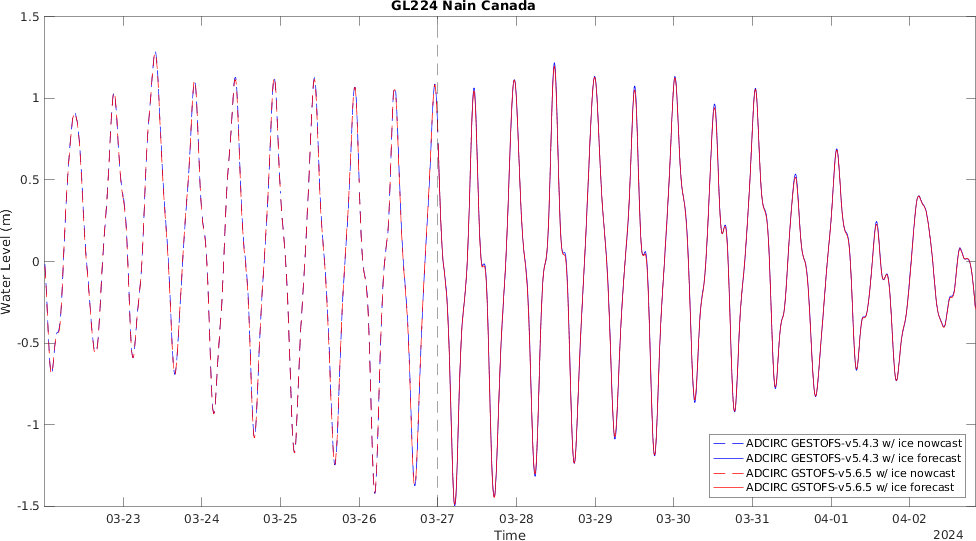 GL224 Nain Canada
1.5
1
0.5
0
-0.5
-1
-1.5
Water Level (m)
03-23 03-24 03-25 03-26 03-27 03-28 03-29 03-30 03-31 04-01 04-02
Time
2024
ADCIRC GESTOFS-v5.4.3 w/ ice nowcast
ADCIRC GESTOFS-v5.4.3 w/ ice forecast
ADCIRC GSTOFS-v5.6.5 w/ ice nowcast
ADCIRC GSTOFS-v5.6.5 w/ ice forecast